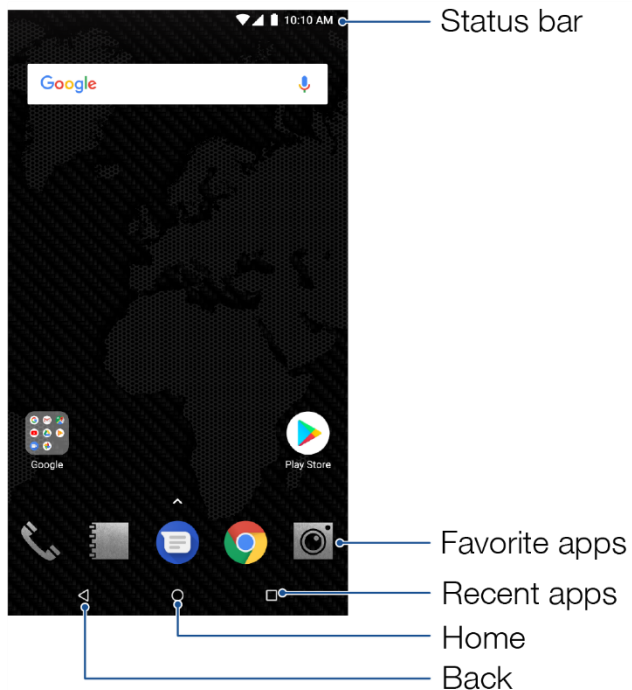 10:10 AM
Status bar
Google
Google
Play Store
Favorite apps
Recent apps
Home
Back